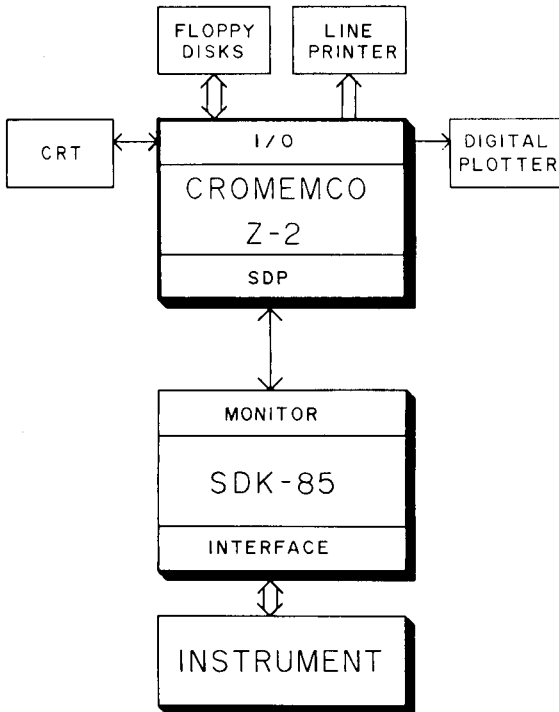 FLOPPY
DISKS
LINE
PRINTER
CRT
I/O
DIGITAL
PLOTTER
CROMEMCO
Z-2
SDP
MONITOR
SDK-85
INTERFACE
INSTRUMENT